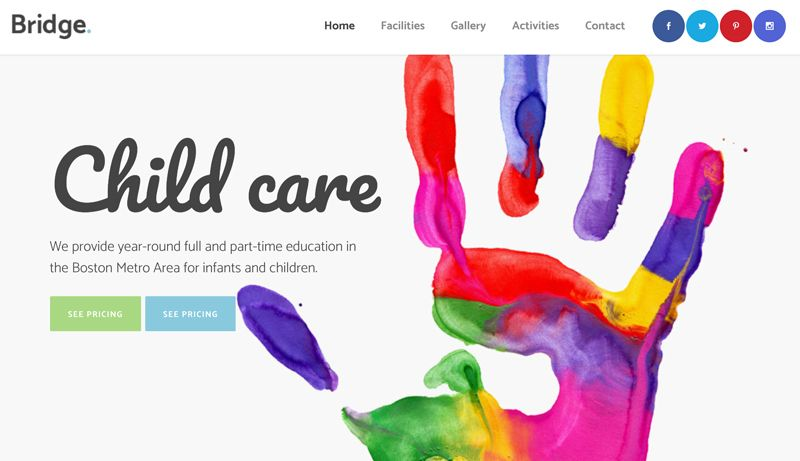 Bridge.
Home Facilities Gallery Activities Contact
Child care
We provide year-round full and part-time education in
the Boston Metro Area for infants and children.
SEE PRICING SEE PRICING